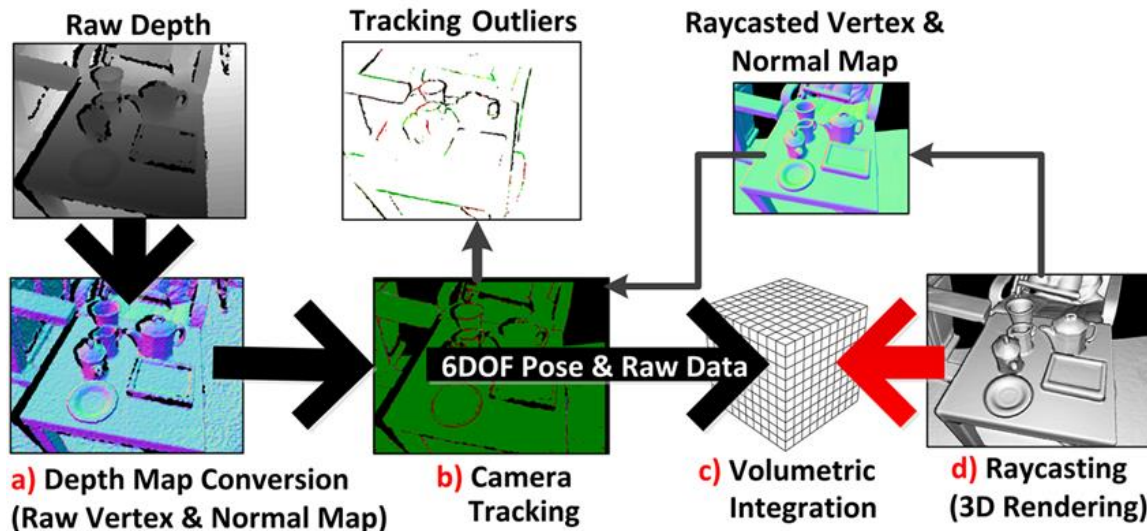 Raw Depth
Tracking Outliers
Raycasted Vertex &
Normal Map
6DOF Pose & Raw Data
a) Depth Map Conversion
(Raw Vertex & Normal Map)
b) Camera
Tracking
c) Volumetric
Integration
d) Raycasting
(3D Rendering)